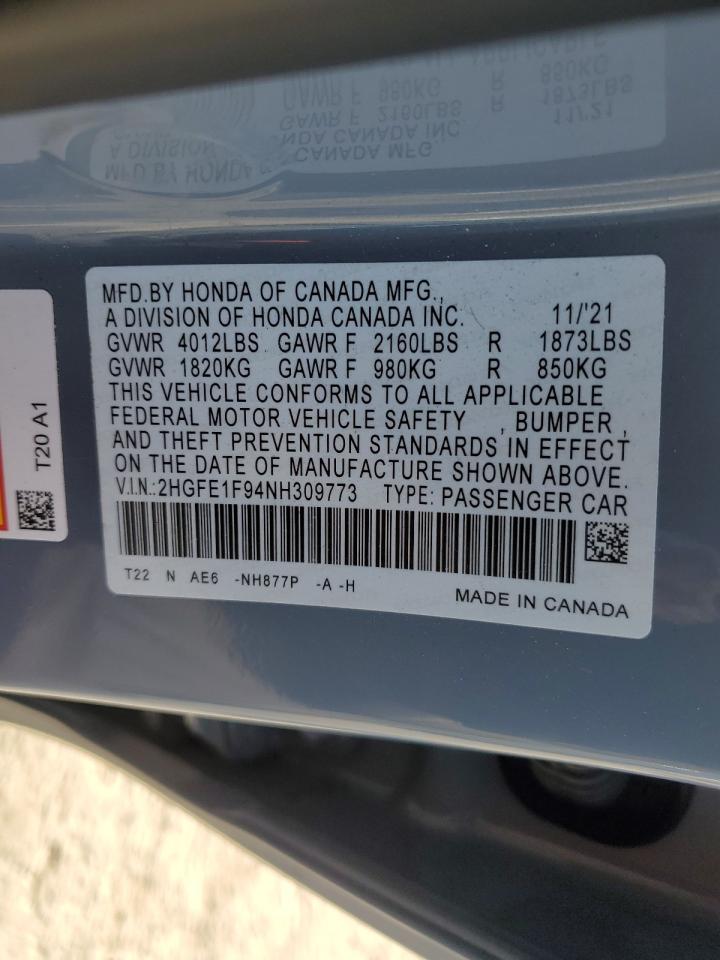 MFD.BY HONDA OF CANADA MFG.,
A DIVISION OF HONDA CANADA INC. 11/'21
GVWR 4012LBS GAWR F 2160LBS R 1873LBS
GVWR 1820KG GAWR F 980KG R 850KG
THIS VEHICLE CONFORMS TO ALL APPLICABLE
FEDERAL MOTOR VEHICLE SAFETY , BUMPER ,
AND THEFT PREVENTION STANDARDS IN EFFECT
ON THE DATE OF MANUFACTURE SHOWN ABOVE.
V.I.N.:2HGFE1F94NH309773 TYPE: PASSENGER CAR
T22 N AE6 -NH877P -A -H
MADE IN CANADA
T20 A1